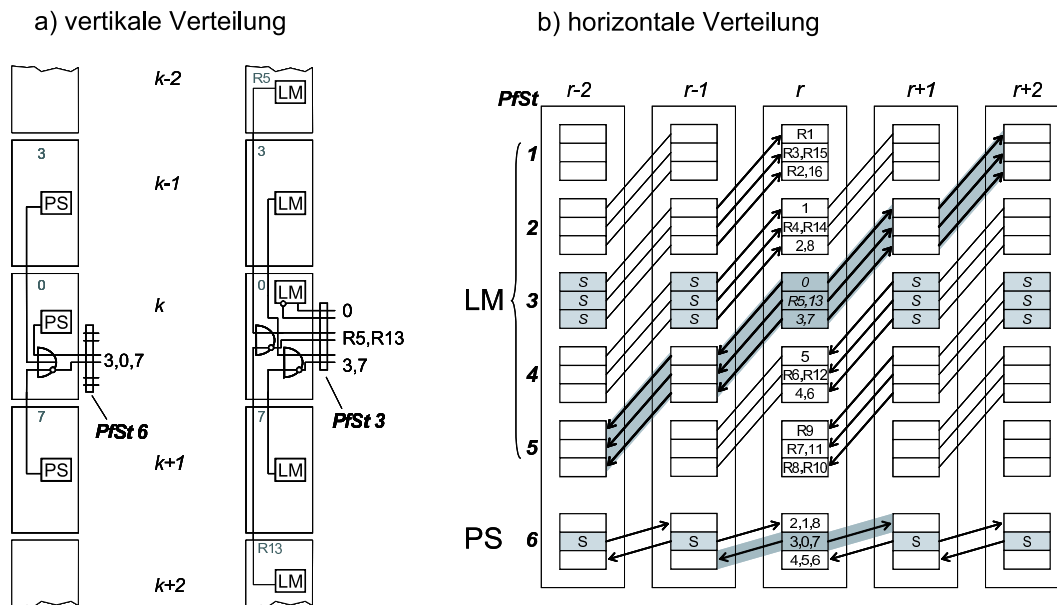 a) vertikale Verteilung
b) horizontale Verteilung
k-2
R5
LM
3
PS
k-1
3
LM
0
PS
3,0,7
PfSt 6
k
0
LM
0
R5,R13
3,7
PfSt 3
7
PS
k+1
7
LM
k+2
R13
LM
PfSt
r-2
r-1
r
r+1
r+2
LM
1
R1
R3,R15
R2,16
2
1
R4,R14
2,8
3
S S 0 S S
S S R5,13 S S
S S 3,7 S S
4
5
R6,R12
4,6
5
R9
R7,11
R8,R10
PS
6
2,1,8
S S 3,0,7 S S
4,5,6